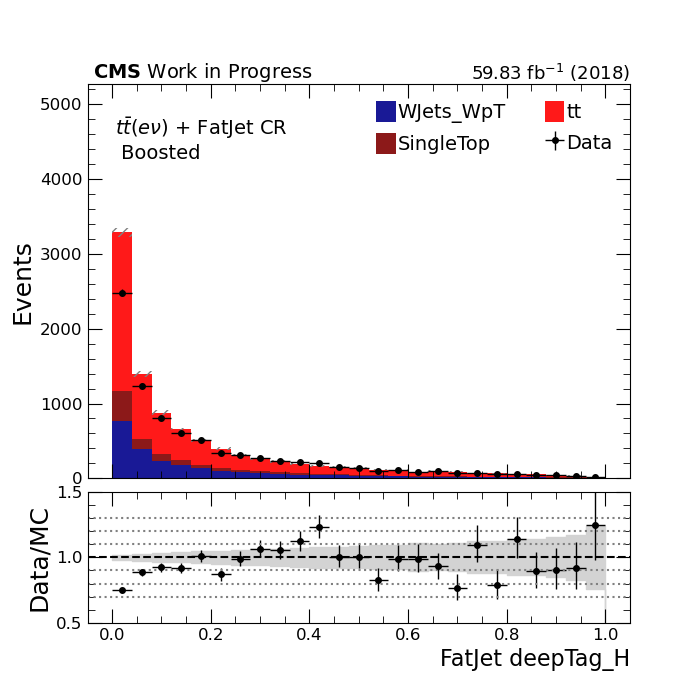 CMS Work in Progress 59.83 fb⁻¹ (2018)
tt̄(eν) + FatJet CR
Boosted
WJets_WpT tt
SingleTop Data
Events
5000
4000
3000
2000
1000
0
Data/MC
1.5
1.0
0.5
0.0 0.2 0.4 0.6 0.8 1.0
FatJet deepTag_H